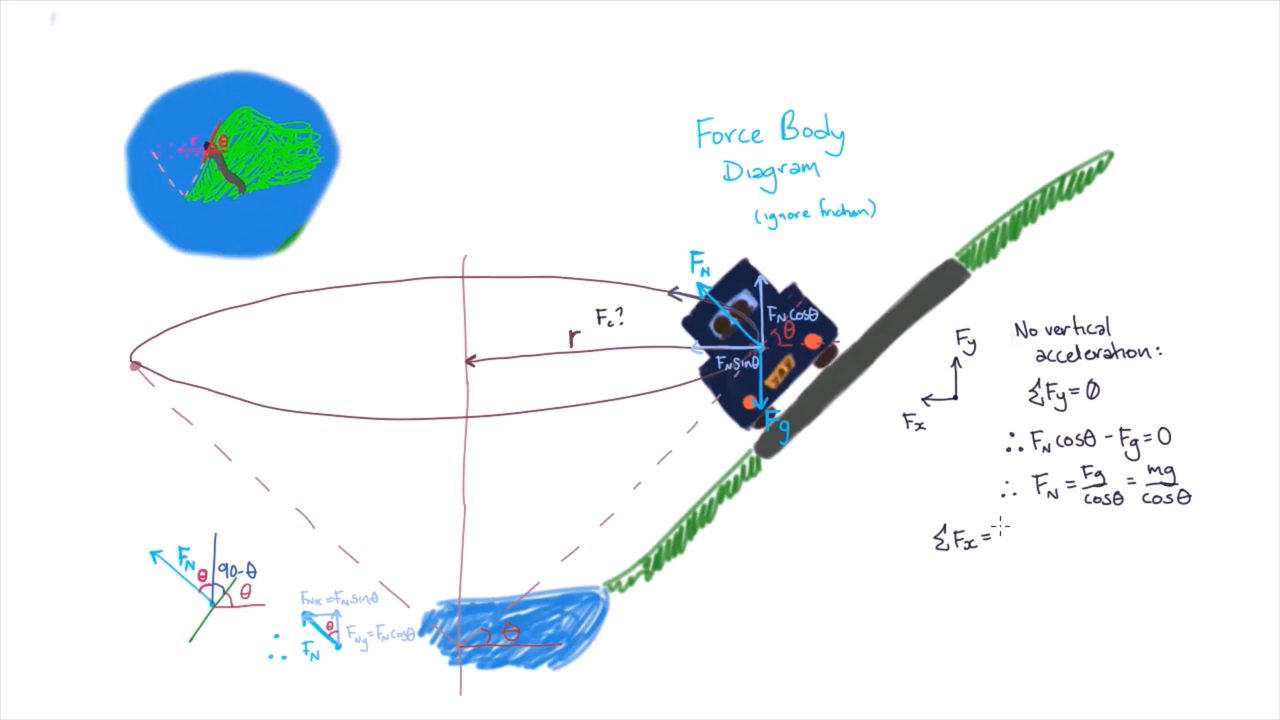 Force Body
Diagram
(ignore friction)
r
θ
F_N
F_N cosθ
θ
F_c?
r
F_N sinθ
F_g
F_y
F_x
No vertical
acceleration:
ΣF_y = 0
∴ F_N cosθ - F_g = 0
∴ F_N = F_g/cosθ = mg/cosθ
ΣF_x =
F_N
θ
90-θ
θ
F_Nx = F_N sinθ
θ
F_Ny = F_N cosθ
∴ F_N
θ